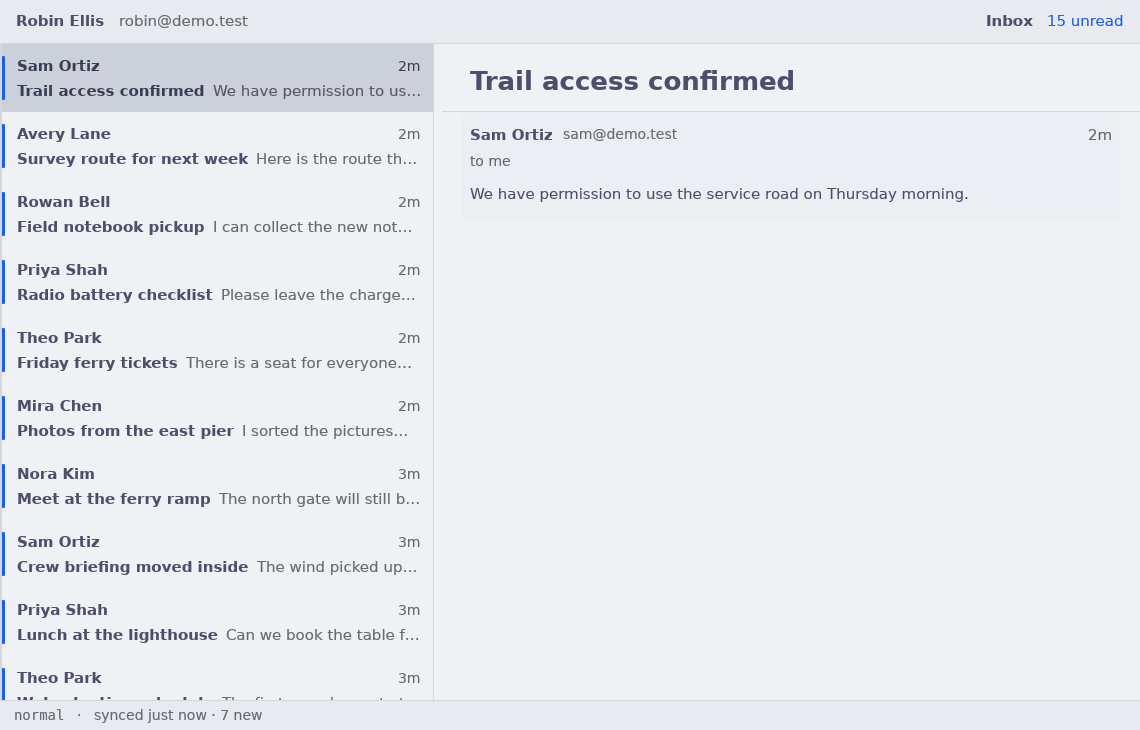 Robin Ellis robin@demo.test Inbox 15 unread
Sam Ortiz 2m
Trail access confirmed We have permission to us...
Avery Lane 2m
Survey route for next week Here is the route th...
Rowan Bell 2m
Field notebook pickup I can collect the new not...
Priya Shah 2m
Radio battery checklist Please leave the charge...
Theo Park 2m
Friday ferry tickets There is a seat for everyone...
Mira Chen 2m
Photos from the east pier I sorted the pictures...
Nora Kim 3m
Meet at the ferry ramp The north gate will still b...
Sam Ortiz 3m
Crew briefing moved inside The wind picked up...
Priya Shah 3m
Lunch at the lighthouse Can we book the table f...
Theo Park 3m
Trail access confirmed
Sam Ortiz sam@demo.test 2m
to me
We have permission to use the service road on Thursday morning.
normal · synced just now · 7 new